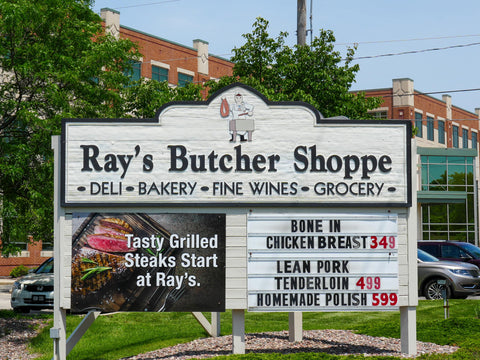 Ray's Butcher Shoppe
• DELI • BAKERY • FINE WINES • GROCERY •
Tasty Grilled
Steaks Start
at Ray's.
BONE IN
CHICKEN BREAST 349
LEAN PORK
TENDERLOIN 499
HOMEMADE POLISH 599